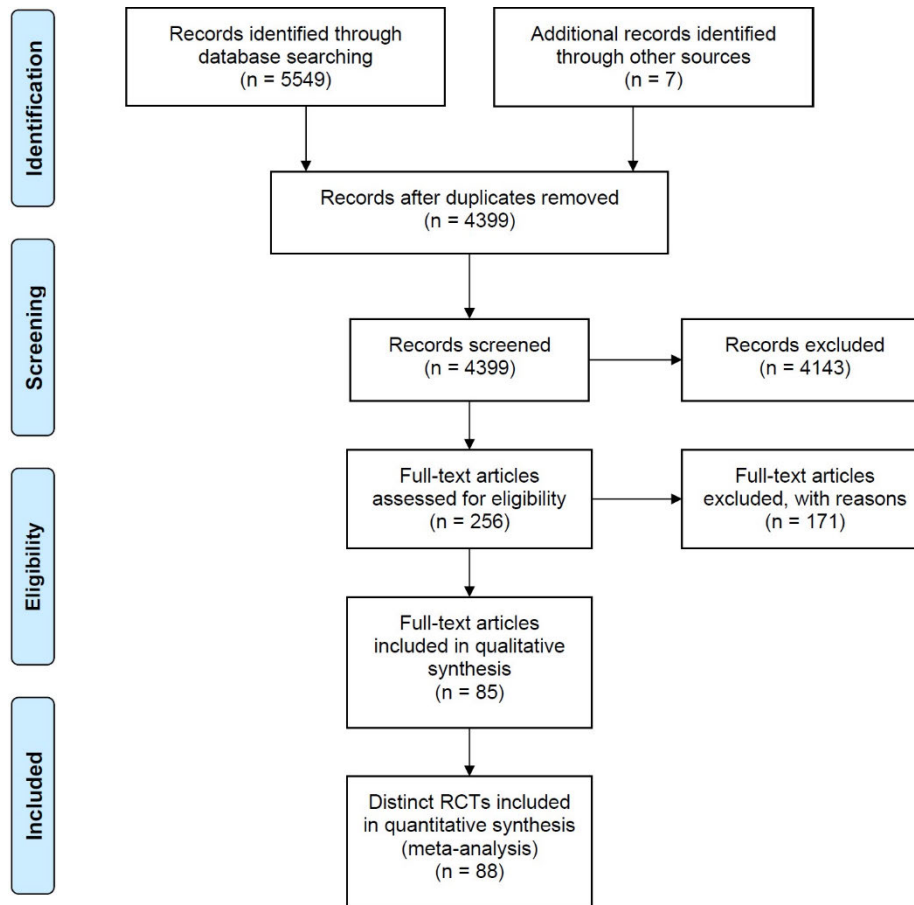 Identification
Records identified through
database searching
(n = 5549)
Additional records identified
through other sources
(n = 7)
Records after duplicates removed
(n = 4399)
Screening
Records screened
(n = 4399)
Records excluded
(n = 4143)
Eligibility
Full-text articles
assessed for eligibility
(n = 256)
Full-text articles
excluded, with reasons
(n = 171)
Full-text articles
included in qualitative
synthesis
(n = 85)
Included
Distinct RCTs included
in quantitative synthesis
(meta-analysis)
(n = 88)